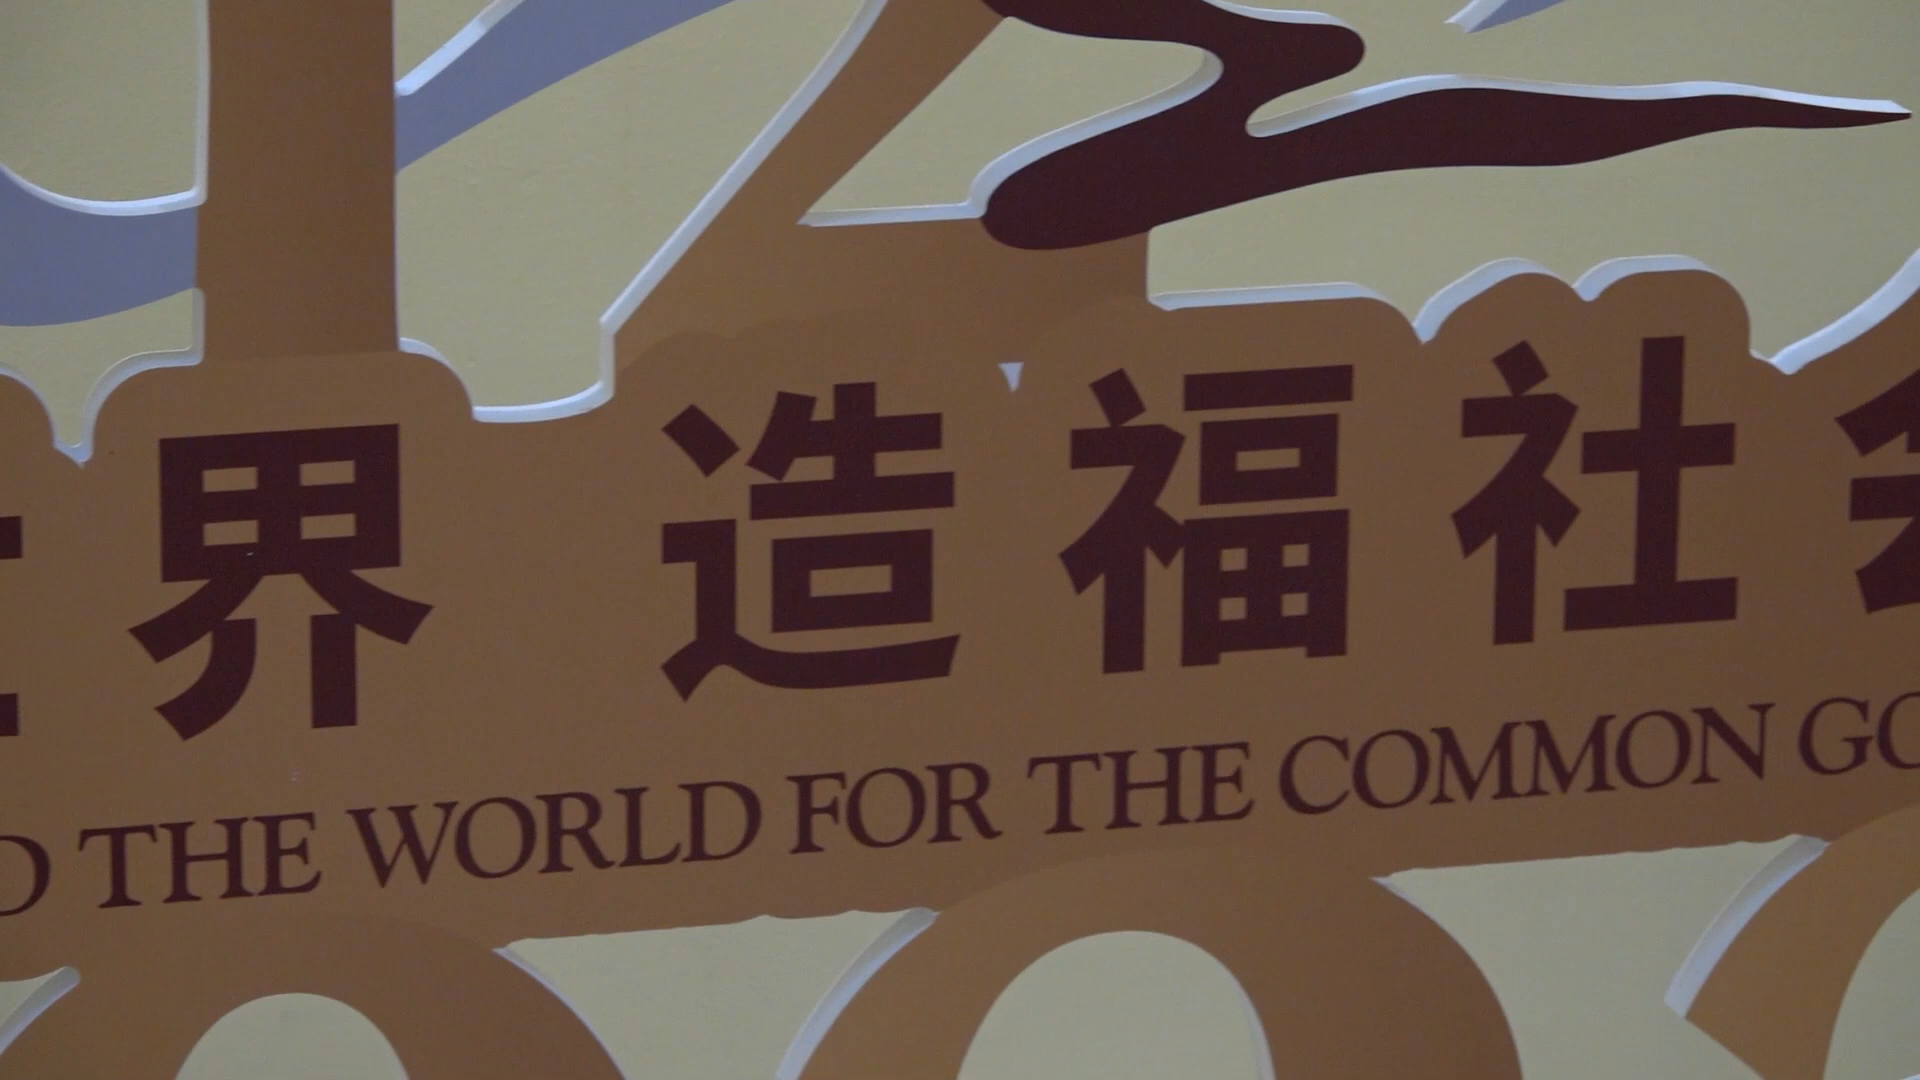 界 造福社
THE WORLD FOR THE COMMON